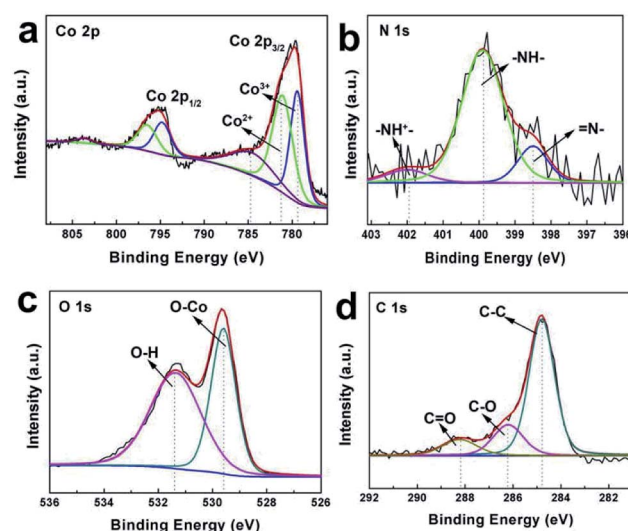 a
Co 2p
Co 2p3/2
Co 2p1/2
Co3+
Co2+
Intensity (a.u.)
805 800 795 790 785 780
Binding Energy (eV)
b
N 1s
-NH-
-NH+-
=N-
Intensity (a.u.)
403 402 401 400 399 398 397 396
Binding Energy (eV)
c
O 1s
O-Co
O-H
Intensity (a.u.)
536 534 532 530 528 526
Binding Energy (eV)
d
C 1s
C-C
C=O
C-O
Intensity (a.u.)
292 290 288 286 284 282
Binding Energy (eV)